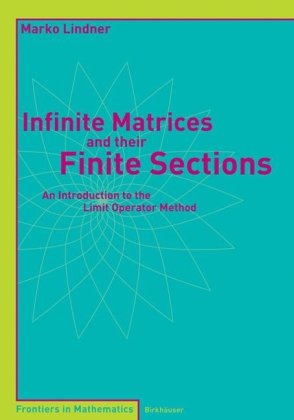 Marko Lindner
Infinite Matrices
and their
Finite Sections
An Introduction to the
Limit Operator Method
Frontiers in Mathematics
Birkhäuser